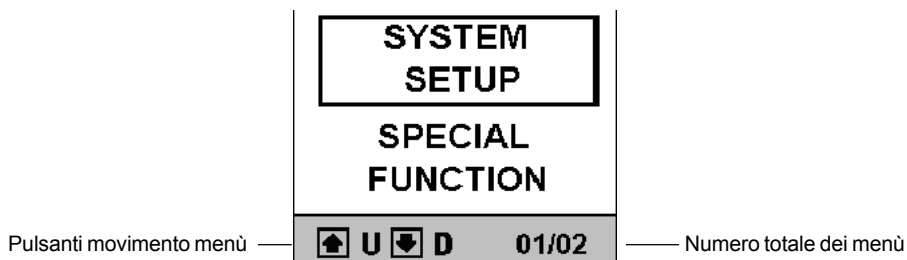 SYSTEM
SETUP
SPECIAL
FUNCTION
Pulsanti movimento menù
U D 01/02
Numero totale dei menù